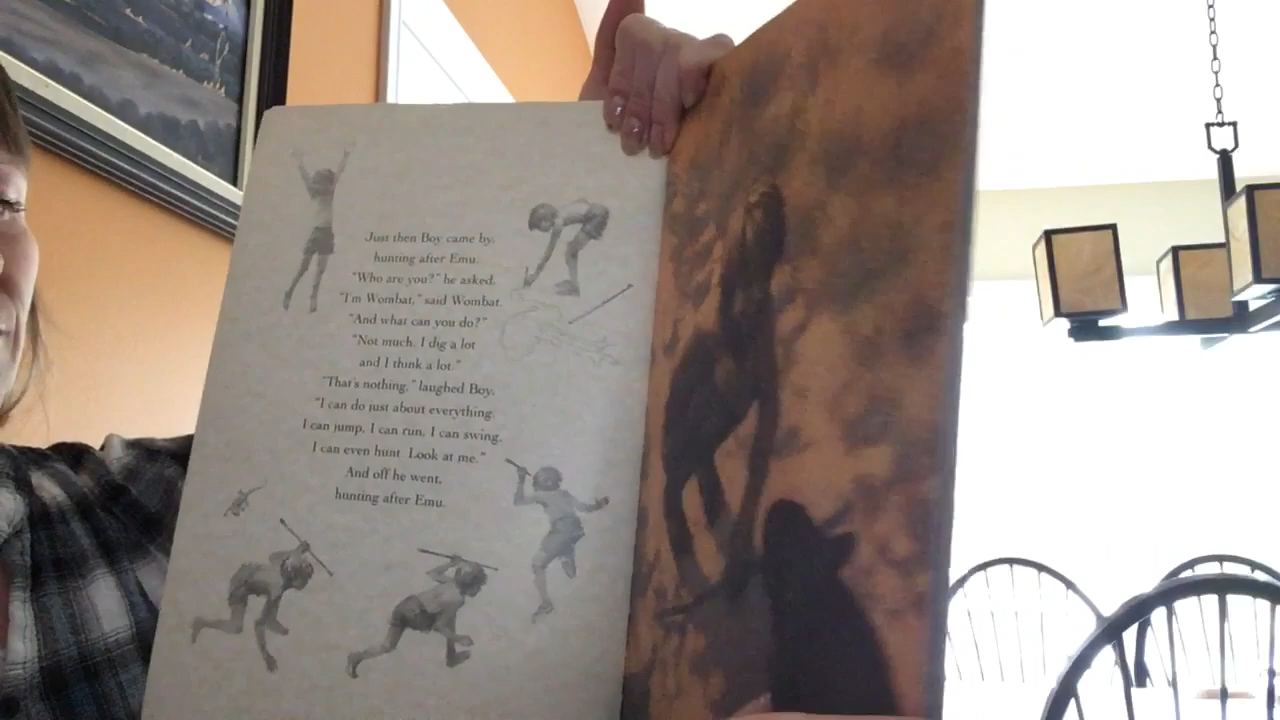 Just then Boy came by,
hunting after Emu.
"Who are you?" he asked.
"I'm Wombat," said Wombat.
"And what can you do?"
"Not much. I dig a lot
and I think a lot."
"That's nothing," laughed Boy,
"I can do just about everything.
I can jump, I can run, I can swing,
I can even hunt. Look at me."
And off he went,
hunting after Emu.